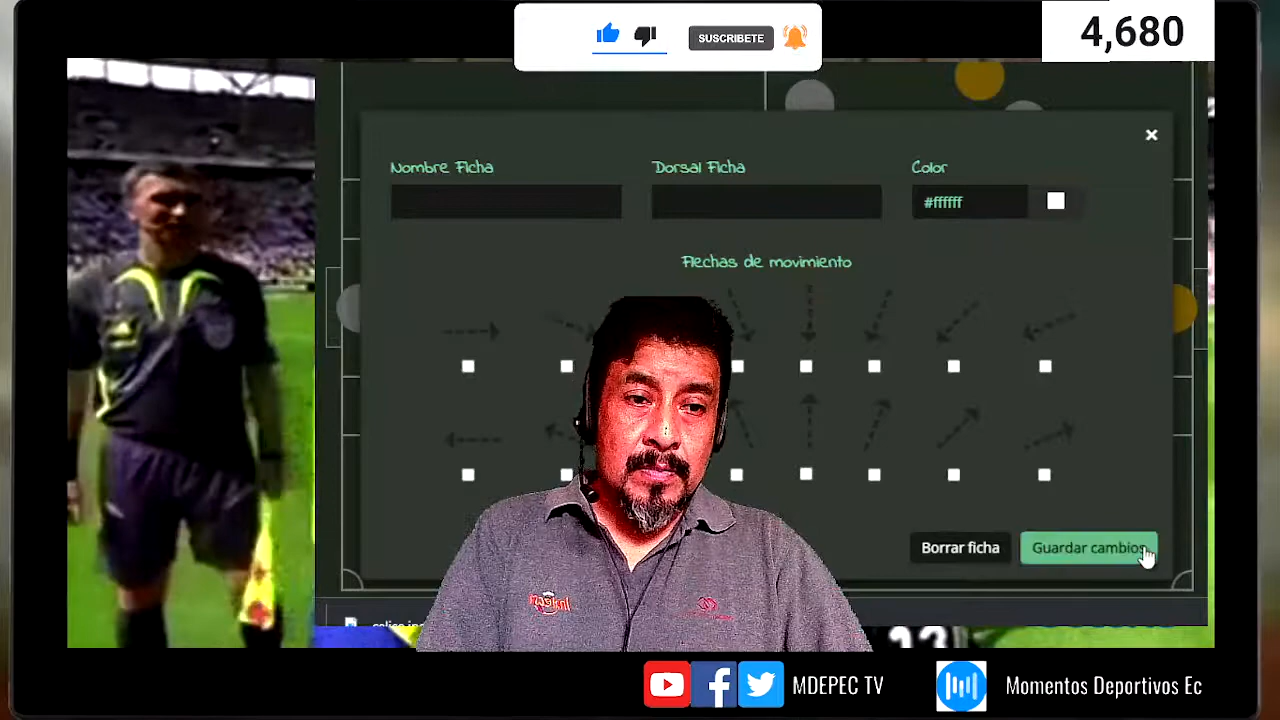 SUSCRIBETE
4,680
Nombre Ficha
Dorsal Ficha
Color
#ffffff
Flechas de movimiento
Borrar ficha
Guardar cambios
MDEPEC TV
Momentos Deportivos Ec